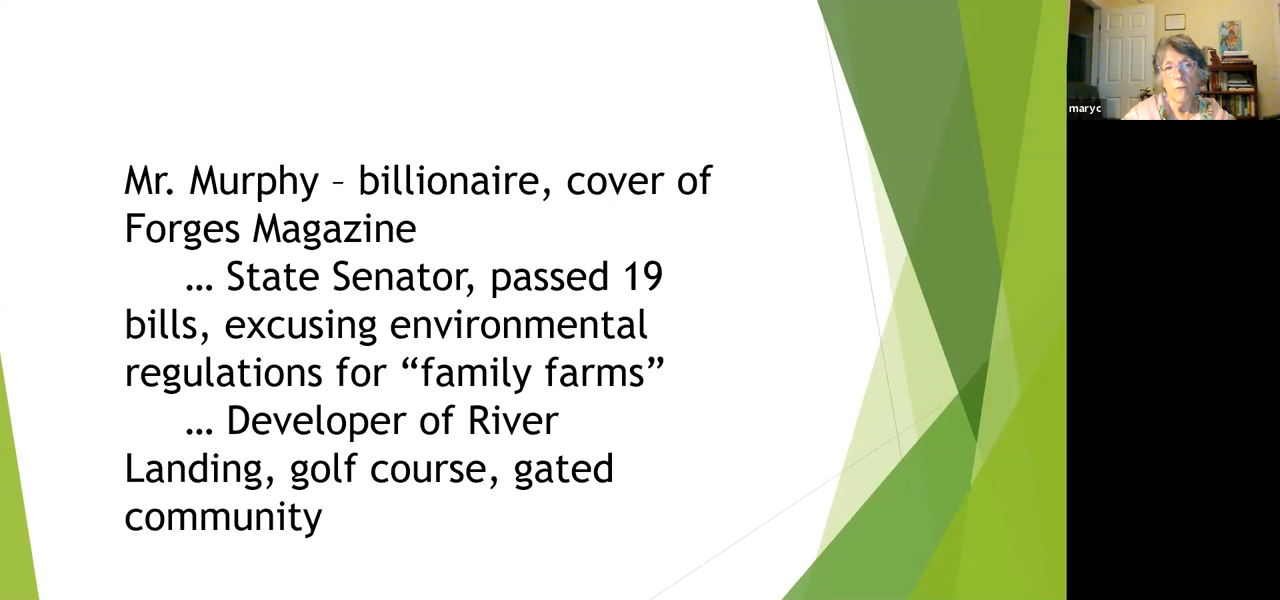 Mr. Murphy – billionaire, cover of
Forges Magazine
… State Senator, passed 19
bills, excusing environmental
regulations for “family farms”
… Developer of River
Landing, golf course, gated
community
maryc